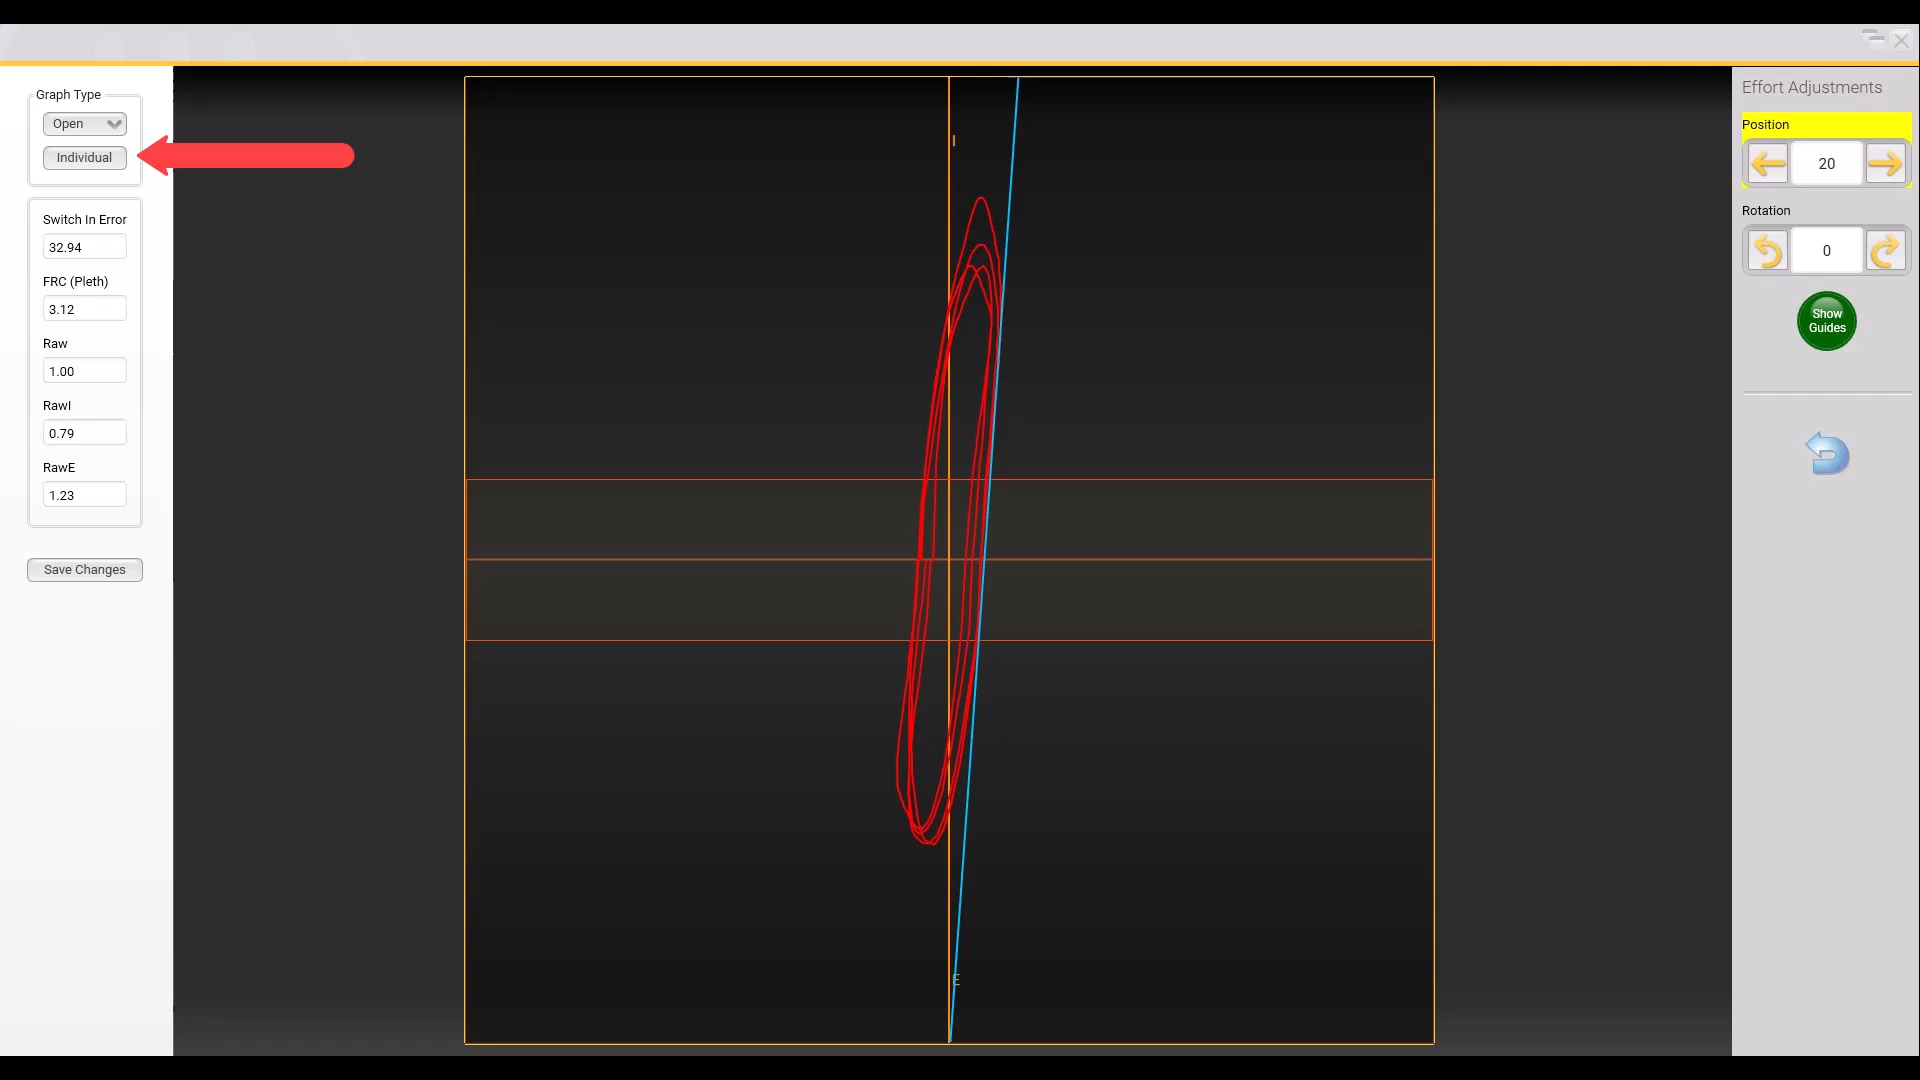 Graph Type
Open
Individual
Switch In Error
32.94
FRC (Pleth)
3.12
Raw
1.00
RawI
0.79
RawE
1.23
Save Changes
I
E
Effort Adjustments
Position
20
Rotation
0
Show
Guides